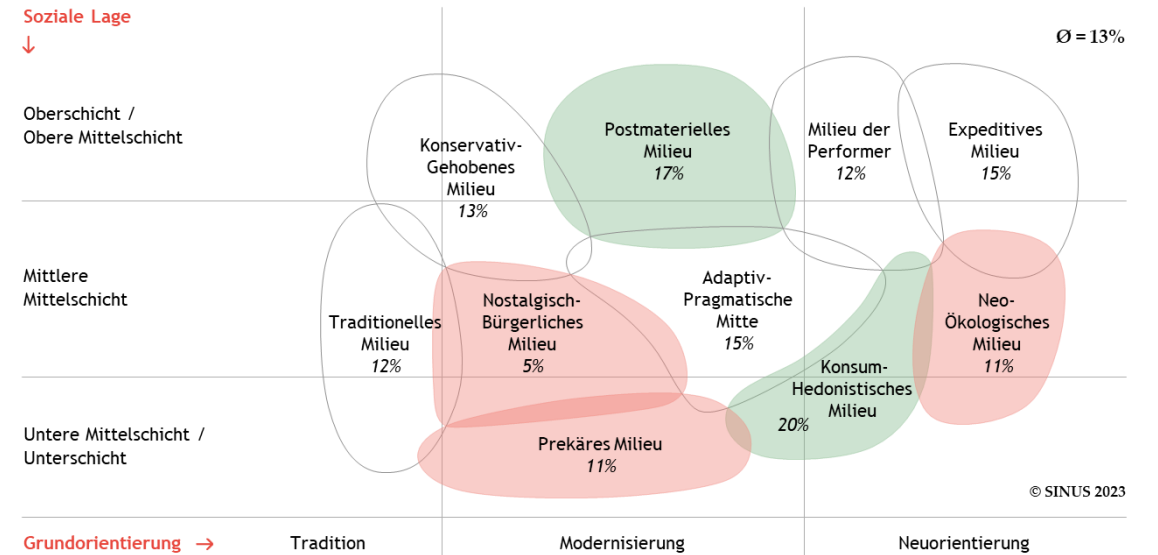 Soziale Lage
↓
Ø = 13%
Oberschicht /
Obere Mittelschicht
Konservativ-
Gehobenes
Milieu
13%
Postmaterielles
Milieu
17%
Milieu der
Performer
12%
Expeditives
Milieu
15%
Mittlere
Mittelschicht
Traditionelles
Milieu
12%
Nostalgisch-
Bürgerliches
Milieu
5%
Adaptiv-
Pragmatische
Mitte
15%
Konsum-
Hedonistisches
Milieu
20%
Neo-
Ökologisches
Milieu
11%
Untere Mittelschicht /
Unterschicht
Prekäres Milieu
11%
© SINUS 2023
Grundorientierung →
Tradition
Modernisierung
Neuorientierung